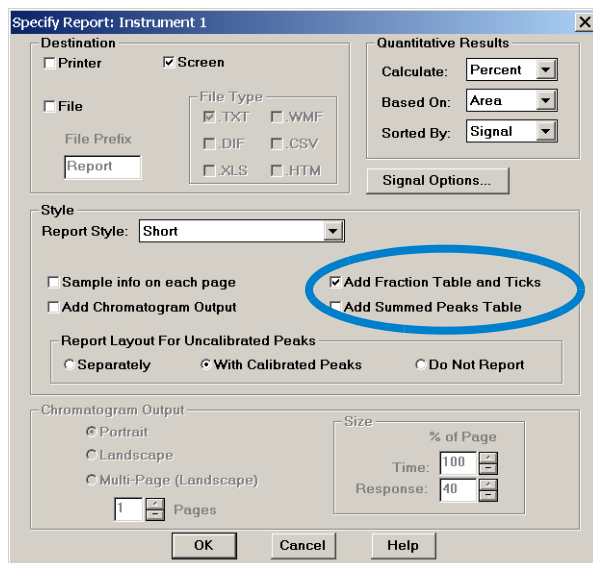 Specify Report: Instrument 1
Destination
Printer
Screen
File
File Type
.TXT
.WMF
.DIF
.CSV
.XLS
.HTM
File Prefix
Report
Quantitative Results
Calculate: Percent
Based On: Area
Sorted By: Signal
Signal Options...
Style
Report Style: Short
Sample info on each page
Add Fraction Table and Ticks
Add Chromatogram Output
Add Summed Peaks Table
Report Layout For Uncalibrated Peaks
Separately
With Calibrated Peaks
Do Not Report
Chromatogram Output
Portrait
Landscape
Multi-Page (Landscape)
1 Pages
Size
% of Page
Time: 100
Response: 40
OK
Cancel
Help